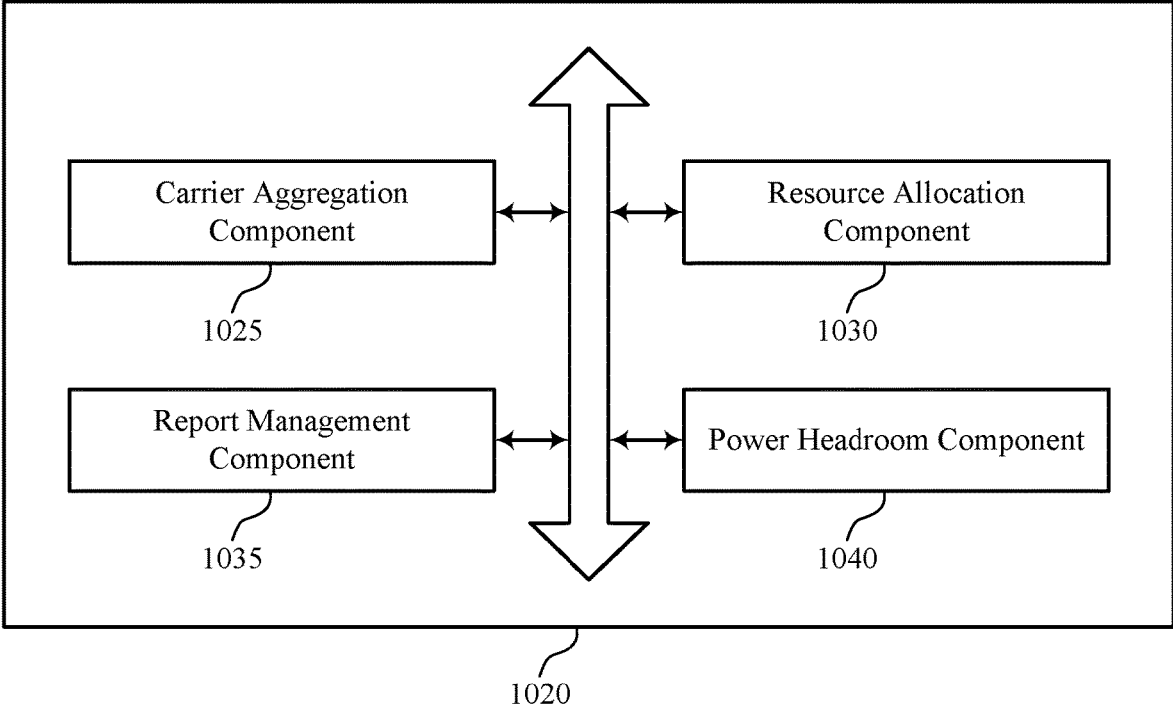 Carrier Aggregation
Component
1025
Resource Allocation
Component
1030
Report Management
Component
1035
Power Headroom Component
1040
1020